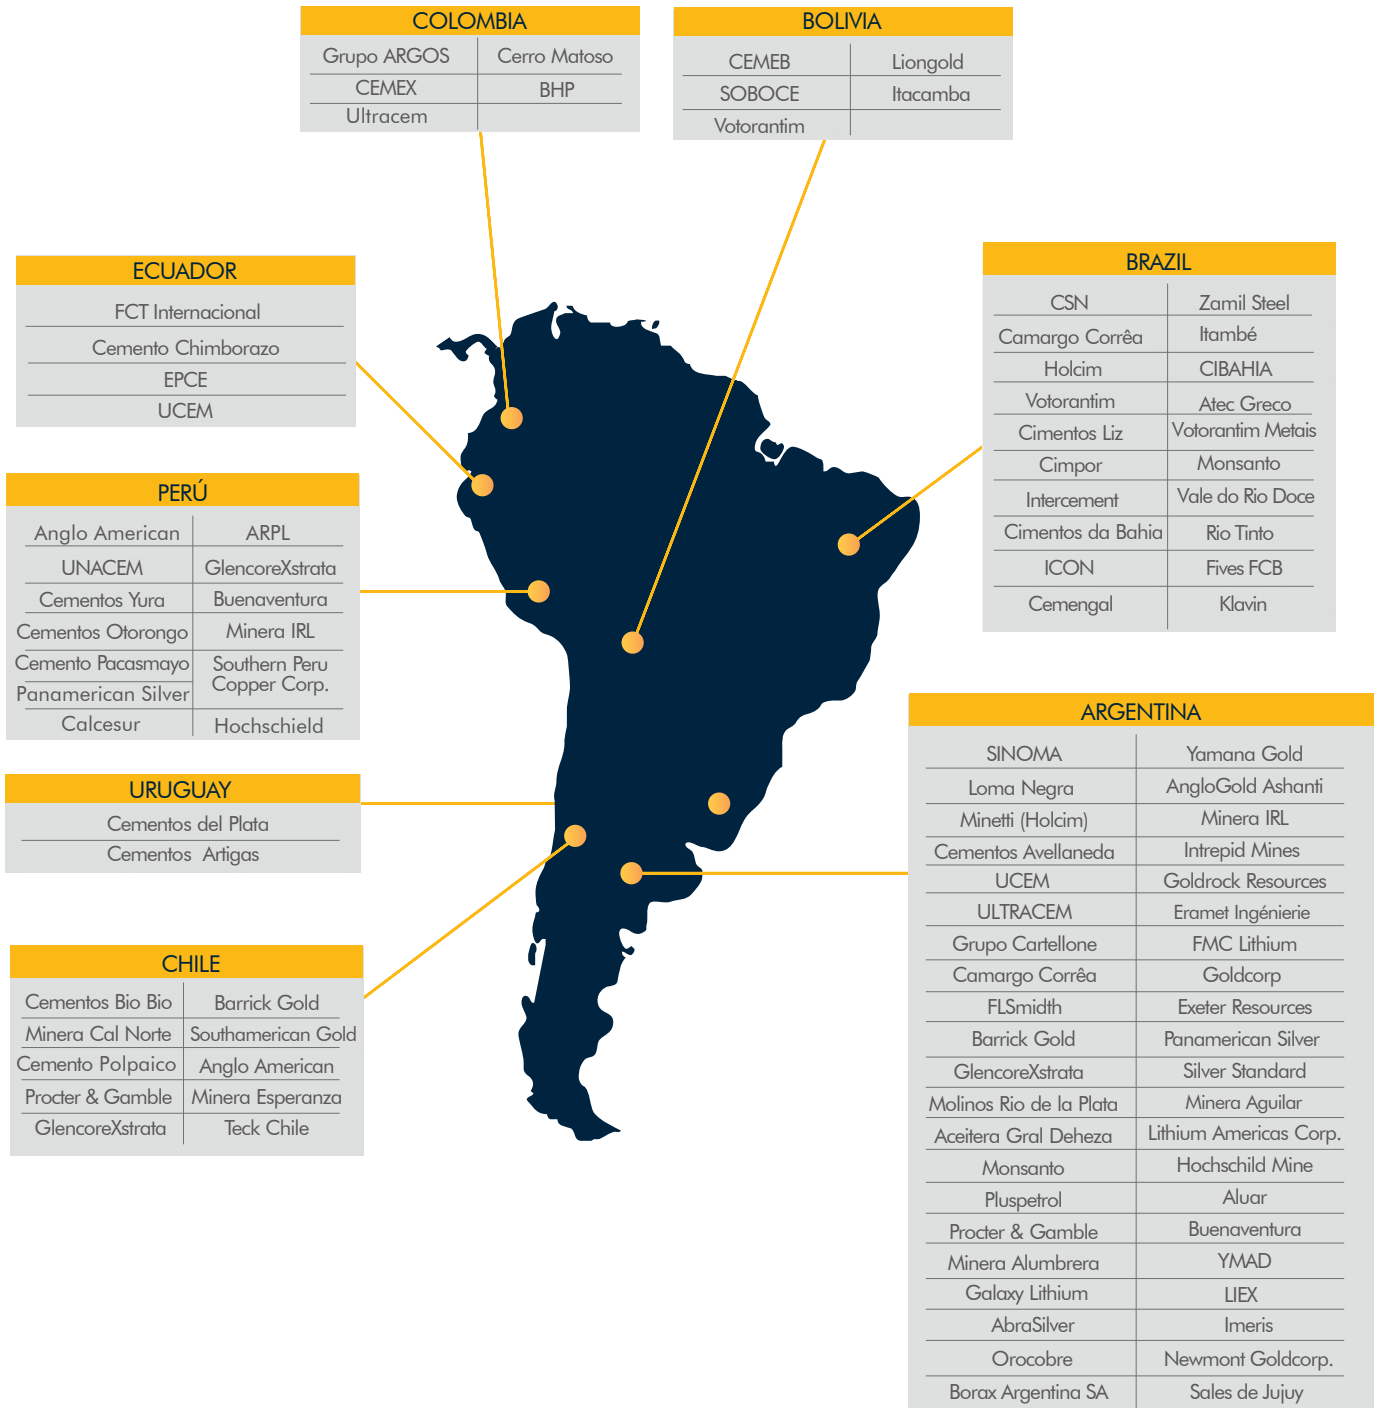 COLOMBIA
Grupo ARGOS
Cerro Matoso
CEMEX
BHP
Ultracem
BOLIVIA
CEMEB
Liongold
SOBOCE
Itacamba
Votorantim
ECUADOR
FCT Internacional
Cemento Chimborazo
EPCE
UCEM
BRAZIL
CSN
Zamil Steel
Camargo Corrêa
Itambé
Holcim
CIBAHIA
Votorantim
Atec Greco
Cimentos Liz
Votorantim Metais
Cimpor
Monsanto
Intercement
Vale do Rio Doce
Cimentos da Bahia
Rio Tinto
ICON
Fives FCB
Cemengal
Klavin
PERÚ
Anglo American
ARPL
UNACEM
GlencoreXstrata
Cementos Yura
Buenaventura
Cementos Otorongo
Minera IRL
Cemento Pacasmayo
Southern Peru
Copper Corp.
Panamerican Silver
Calcesur
Hochschield
URUGUAY
Cementos del Plata
Cementos Artigas
CHILE
Cementos Bio Bio
Barrick Gold
Minera Cal Norte
Southamerican Gold
Cemento Polpaico
Anglo American
Procter & Gamble
Minera Esperanza
GlencoreXstrata
Teck Chile
ARGENTINA
SINOMA
Yamana Gold
Loma Negra
AngloGold Ashanti
Minetti (Holcim)
Minera IRL
Cementos Avellaneda
Intrepid Mines
UCEM
Goldrock Resources
ULTRACEM
Eramet Ingénierie
Grupo Cartellone
FMC Lithium
Camargo Corrêa
Goldcorp
FLSmidth
Exeter Resources
Barrick Gold
Panamerican Silver
GlencoreXstrata
Silver Standard
Molinos Rio de la Plata
Minera Aguilar
Aceitera Gral Deheza
Lithium Americas Corp.
Monsanto
Hochschild Mine
Pluspetrol
Aluar
Procter & Gamble
Buenaventura
Minera Alumbrera
YMAD
Galaxy Lithium
LIEX
AbraSilver
Imeris
Orocobre
Newmont Goldcorp.
Borax Argentina SA
Sales de Jujuy